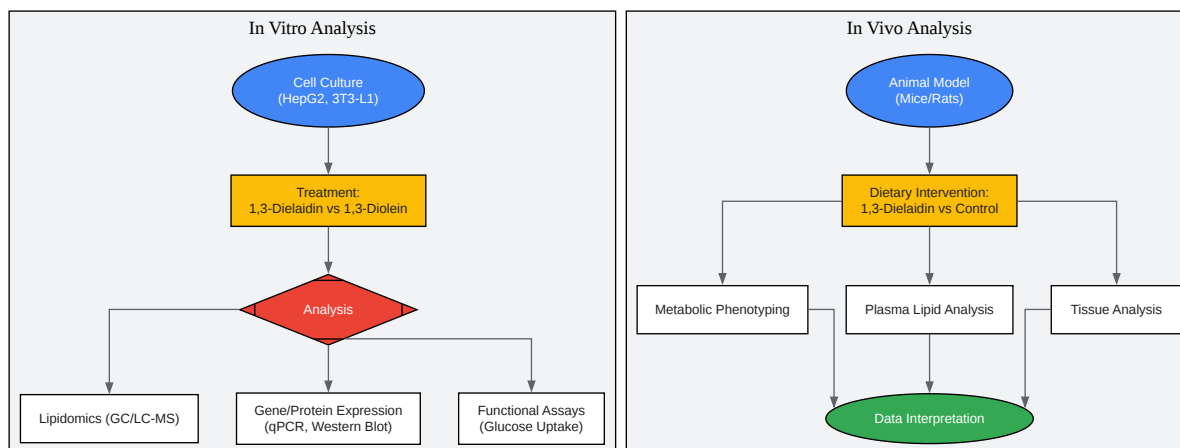 In Vitro Analysis
Cell Culture
(HepG2, 3T3-L1)
Treatment:
1,3-Dielaidin vs 1,3-Diolein
Analysis
Lipidomics (GC/LC-MS)
Gene/Protein Expression
(qPCR, Western Blot)
Functional Assays
(Glucose Uptake)
In Vivo Analysis
Animal Model
(Mice/Rats)
Dietary Intervention:
1,3-Dielaidin vs Control
Metabolic Phenotyping
Plasma Lipid Analysis
Tissue Analysis
Data Interpretation